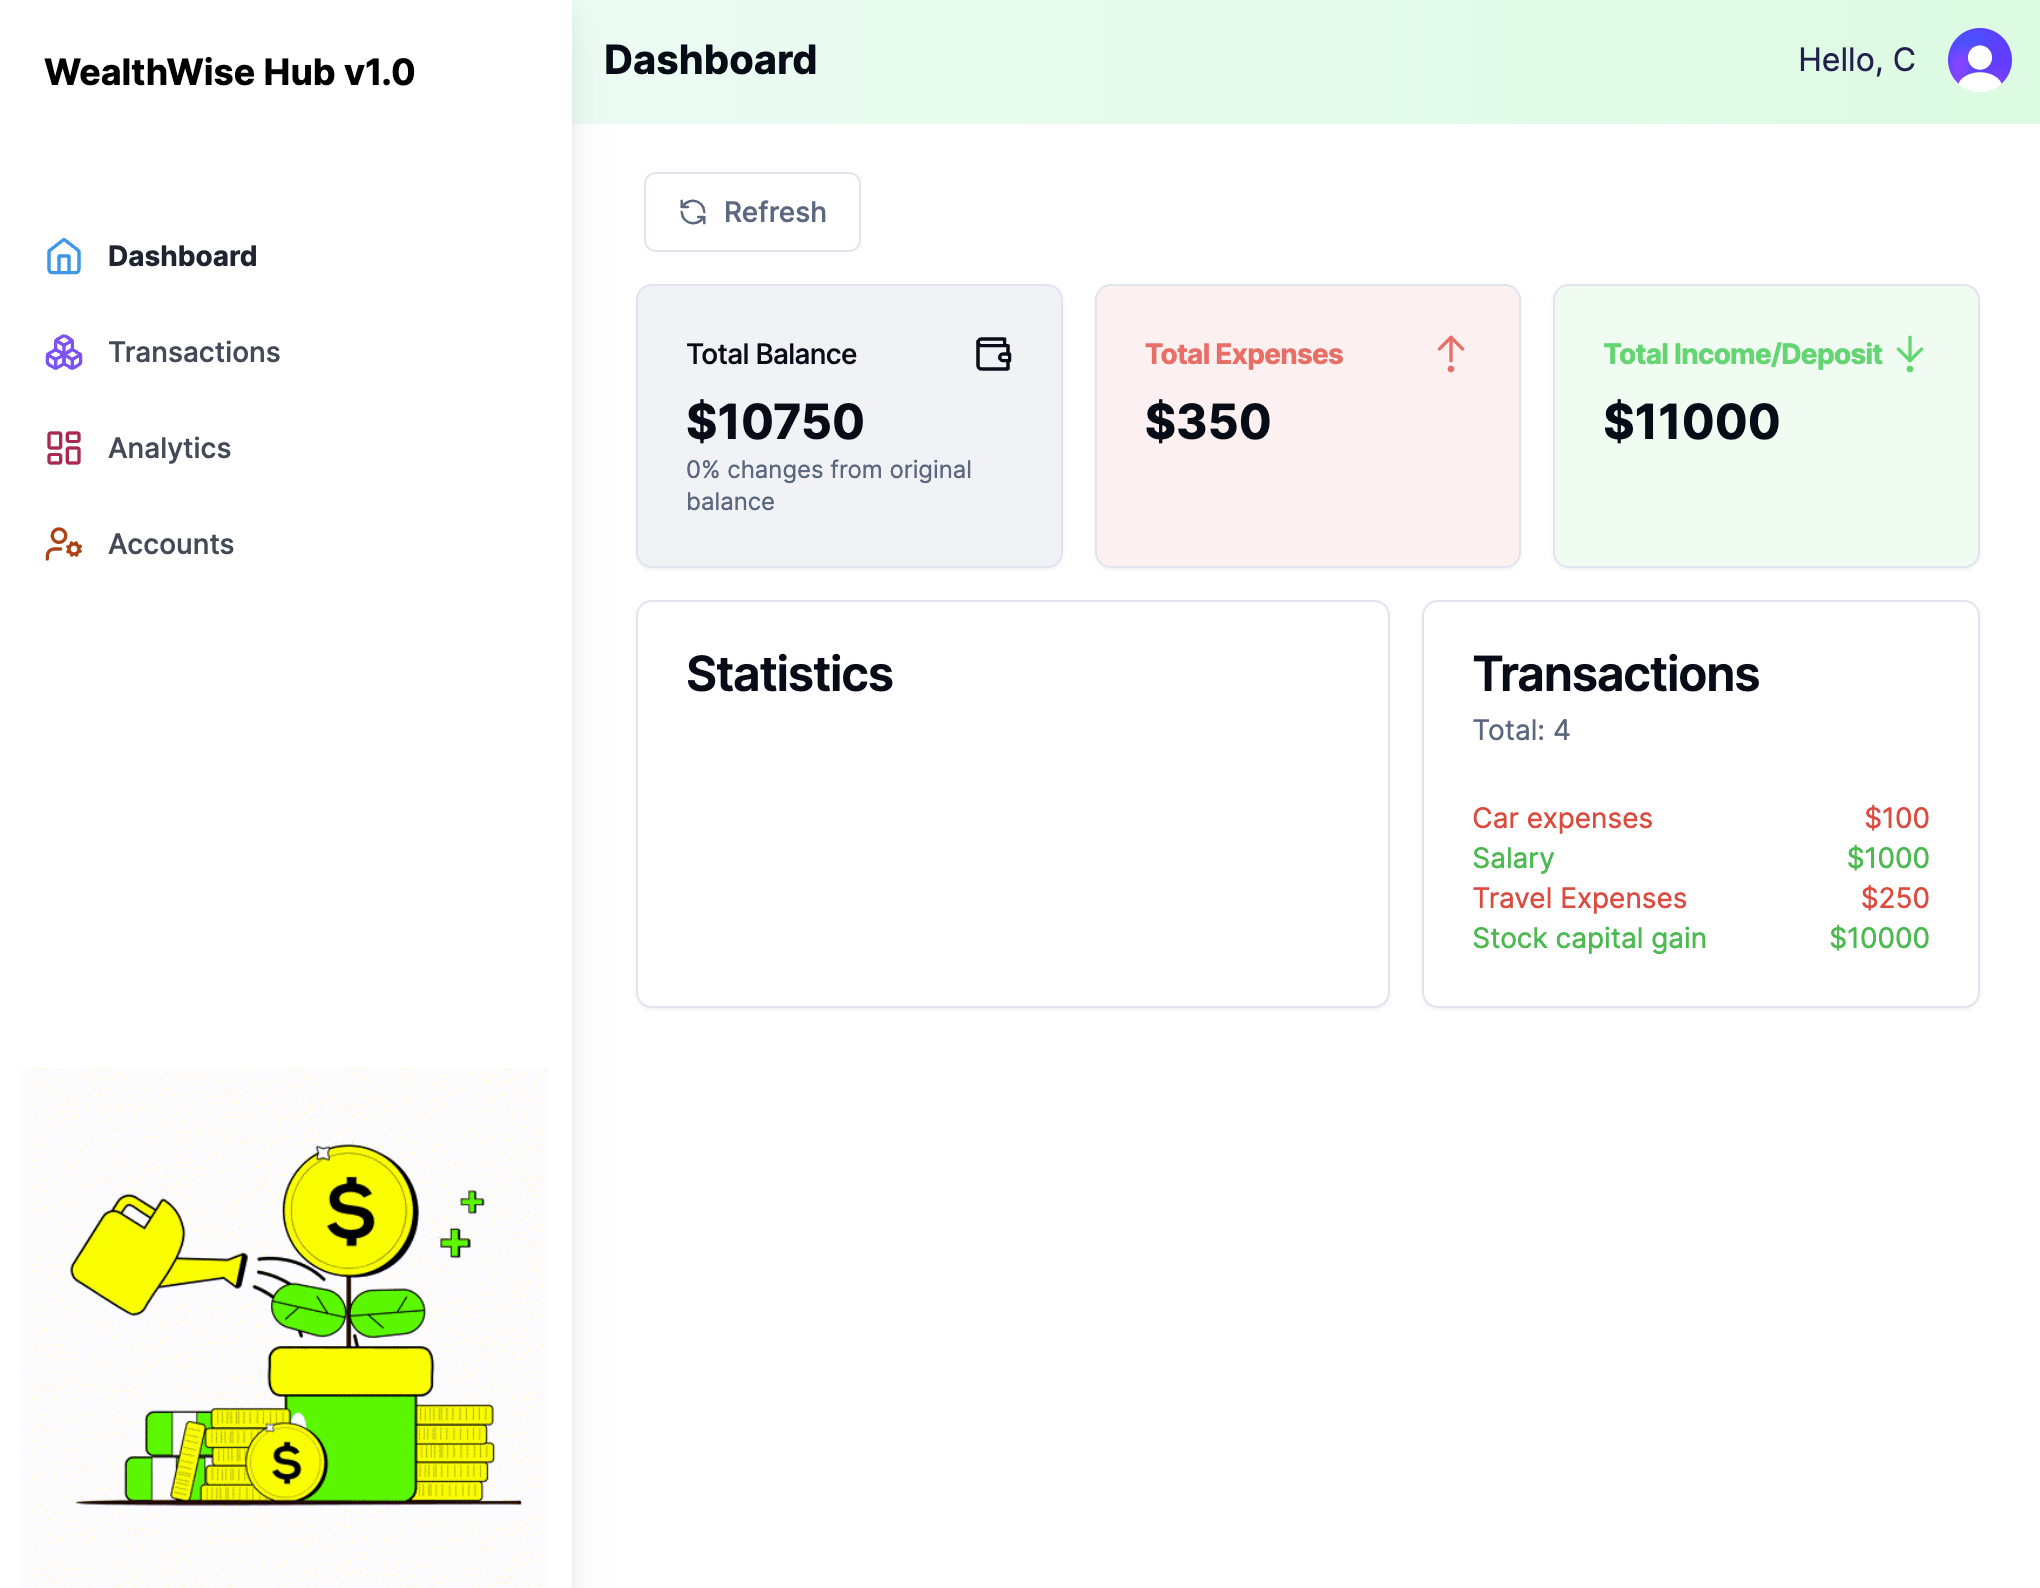 WealthWise Hub v1.0
Dashboard
Transactions
Analytics
Accounts
$
$
Dashboard
Hello, C
Refresh
Total Balance
$10750
0% changes from original
balance
Total Expenses
$350
Total Income/Deposit
$11000
Statistics
Transactions
Total: 4
Car expenses $100
Salary $1000
Travel Expenses $250
Stock capital gain $10000